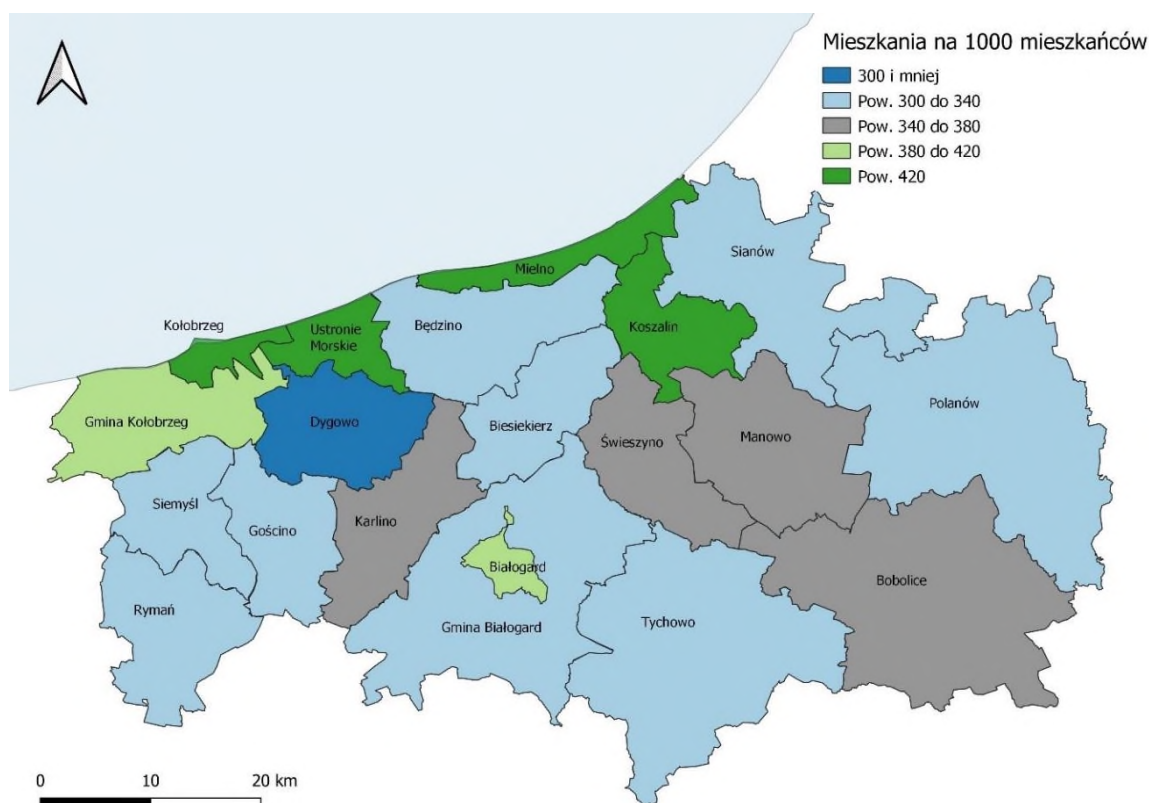 Mieszkania na 1000 mieszkańców
300 i mniej
Pow. 300 do 340
Pow. 340 do 380
Pow. 380 do 420
Pow. 420
Sianów
Mielno
Kołobrzeg
Ustronie
Morskie
Będzino
Koszalin
Polanów
Gmina Kołobrzeg
Dygowo
Biesiekierz
Świeszyno
Manowo
Siemyśl
Gościno
Karlino
Białogard
Bobolice
Rymań
Gmina Białogard
Tychowo
0 10 20 km